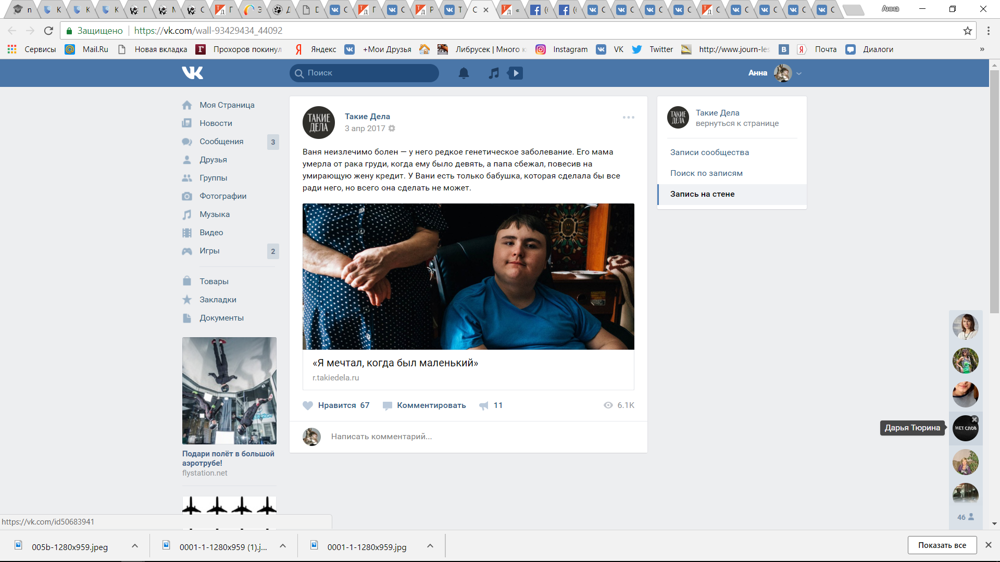 n К К К Г М С Г Э Д D С Г С Р Т С « (6 (6 С С С С С С С С С Анна
Защищено https://vk.com/wall-93429434_44092
Сервисы Mail.Ru Новая вкладка Прохоров покинул Яндекс +Мои Друзья Либрусек | Много к Instagram VK Twitter http://www.journ-les Почта Диалоги »
Поиск
Анна
Моя Страница
Новости
Сообщения 3
Друзья
Группы
Фотографии
Музыка
Видео
Игры 2
Товары
Закладки
Документы
Подари полёт в большой
аэротрубе!
flystation.net
ТАКИЕ
ДЕЛА
Такие Дела
3 апр 2017
Ваня неизлечимо болен — у него редкое генетическое заболевание. Его мама
умерла от рака груди, когда ему было девять, а папа сбежал, повесив на
умирающую жену кредит. У Вани есть только бабушка, которая сделала бы все
ради него, но всего она сделать не может.
«Я мечтал, когда был маленький»
r.takiedela.ru
Нравится 67 Комментировать 11 6.1K
Написать комментарий...
ТАКИЕ
ДЕЛА
Такие Дела
вернуться к странице
Записи сообщества
Поиск по записям
Запись на стене
Дарья Тюрина
НЕТ СЛОВ
46
https://vk.com/id50683941
005b-1280x959.jpeg 0001-1-1280x959 (1).j... 0001-1-1280x959.jpg Показать все